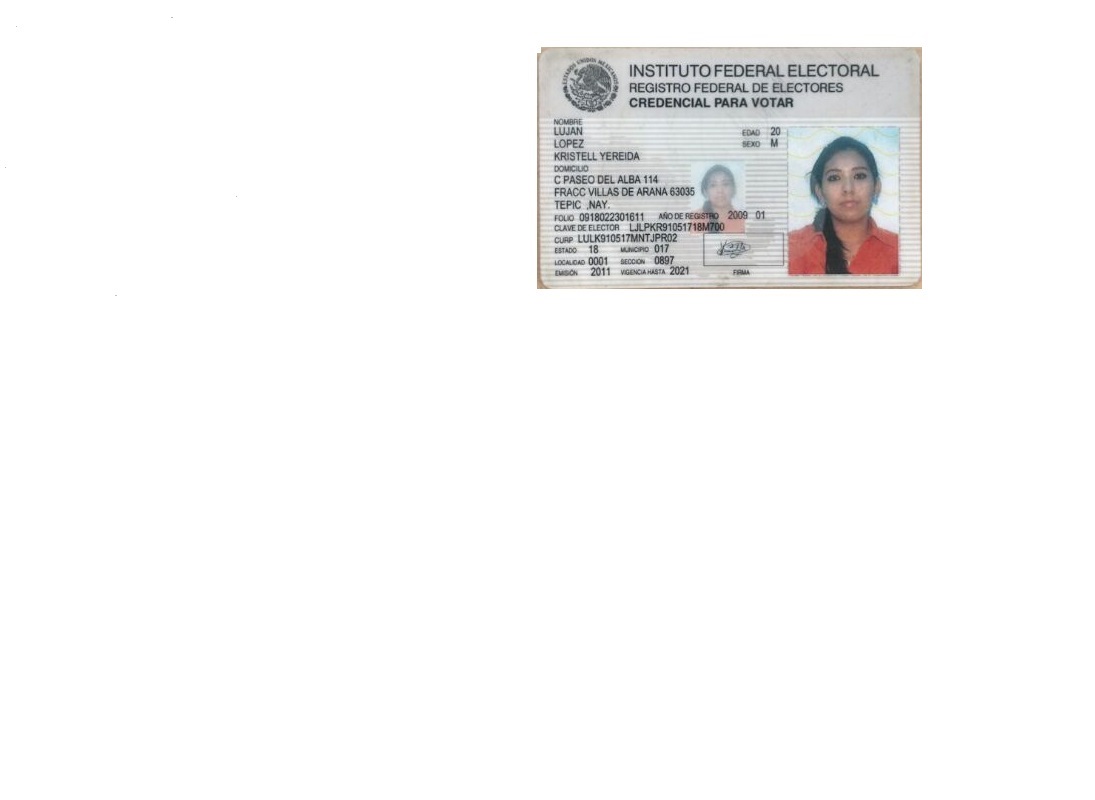 INSTITUTO FEDERAL ELECTORAL
REGISTRO FEDERAL DE ELECTORES
CREDENCIAL PARA VOTAR
ESTADOS UNIDOS MEXICANOS
NOMBRE
LUJAN EDAD 20
LOPEZ SEXO M
KRISTELL YEREIDA
DOMICILIO
C PASEO DEL ALBA 114
FRACC VILLAS DE ARANA 63035
TEPIC ,NAY.
FOLIO 0918022301611 AÑO DE REGISTRO 2009 01
CLAVE DE ELECTOR LJLPKR91051718M700
CURP LULK910517MNTJPR02
ESTADO 18 MUNICIPIO 017
LOCALIDAD 0001 SECCION 0897
EMISIÓN 2011 VIGENCIA HASTA 2021 FIRMA